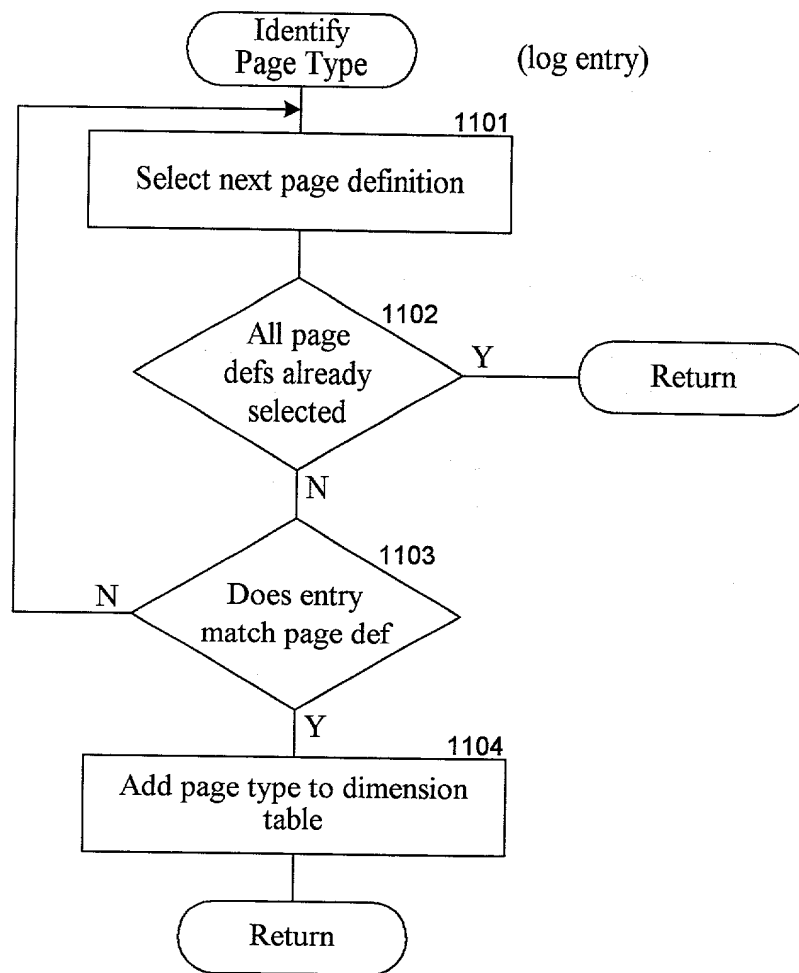 Identify
Page Type
(log entry)
1101
Select next page definition
1102
All page
defs already
selected
Y
Return
N
1103
Does entry
match page def
N
Y
1104
Add page type to dimension
table
Return